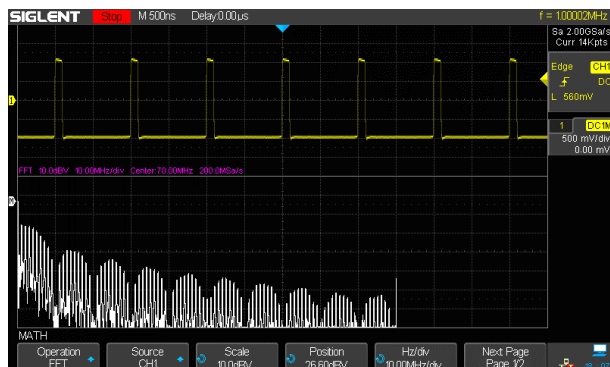 SIGLENT Stop M 500ns Delay:0.00µs f = 1.00002MHz
Sa 2.00GSa/s
Curr 14Kpts
Edge CH1
DC
L 560mV
1 DC1M
500 mV/div
0.00 mV
FFT 10.0dBV 10.00MHz/div Center:70.00MHz 200.0MSa/s
MATH
Operation Source Scale Position Hz/div Next Page
FFT CH1 10.0dBV 26.60dBV 10.00MHz Page 1/2